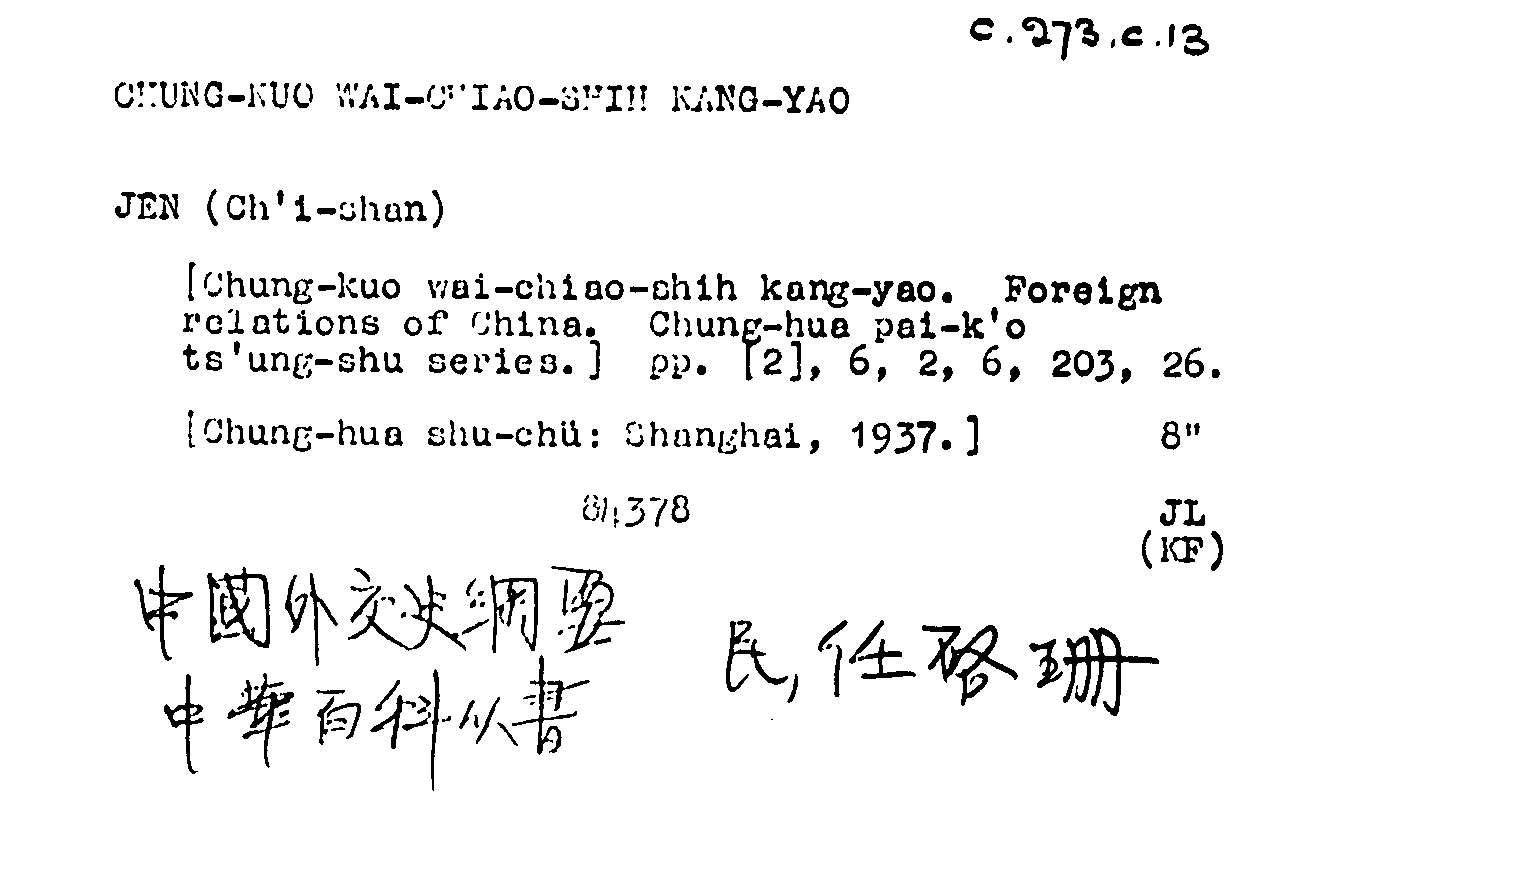 c.273.c.13
CHUNG-KUO WAI-CHIAO-SHIH KANG-YAO
JEN (Ch'i-shan)
[Chung-kuo wai-chiao-shih kang-yao. Foreign
relations of China. Chung-hua pai-k'o
ts'ung-shu series.] pp. [2], 6, 2, 6, 203, 26.
[Chung-hua shu-chü: Shanghai, 1937.] 8"
84378 JL
(KF)
中國外交史綱要
民, 任啓珊
中華百科从書